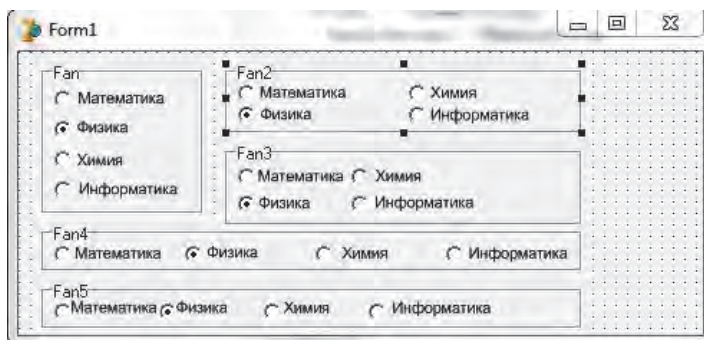 Form1
Fan
Математика
Физика
Химия
Информатика
Fan2
Математика Химия
Физика Информатика
Fan3
Математика Химия
Физика Информатика
Fan4
Математика Физика Химия Информатика
Fan5
Математика Физика Химия Информатика